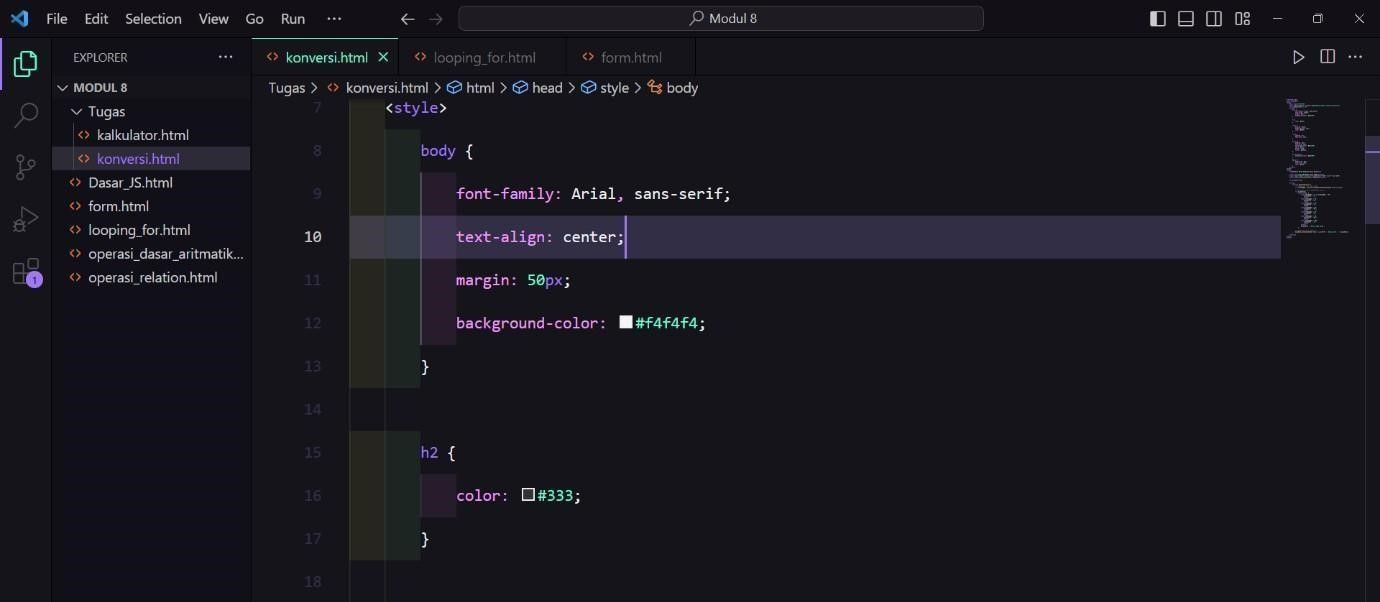 File Edit Selection View Go Run ··· Modul 8
EXPLORER ···
MODUL 8
Tugas
kalkulator.html
konversi.html
Dasar_JS.html
form.html
looping_for.html
operasi_dasar_aritmatik...
operasi_relation.html
1
konversi.html looping_for.html form.html
Tugas > konversi.html > html > head > style > body
7 <style>
8 body {
9 font-family: Arial, sans-serif;
10 text-align: center;
11 margin: 50px;
12 background-color: #f4f4f4;
13 }
14
15 h2 {
16 color: #333;
17 }
18